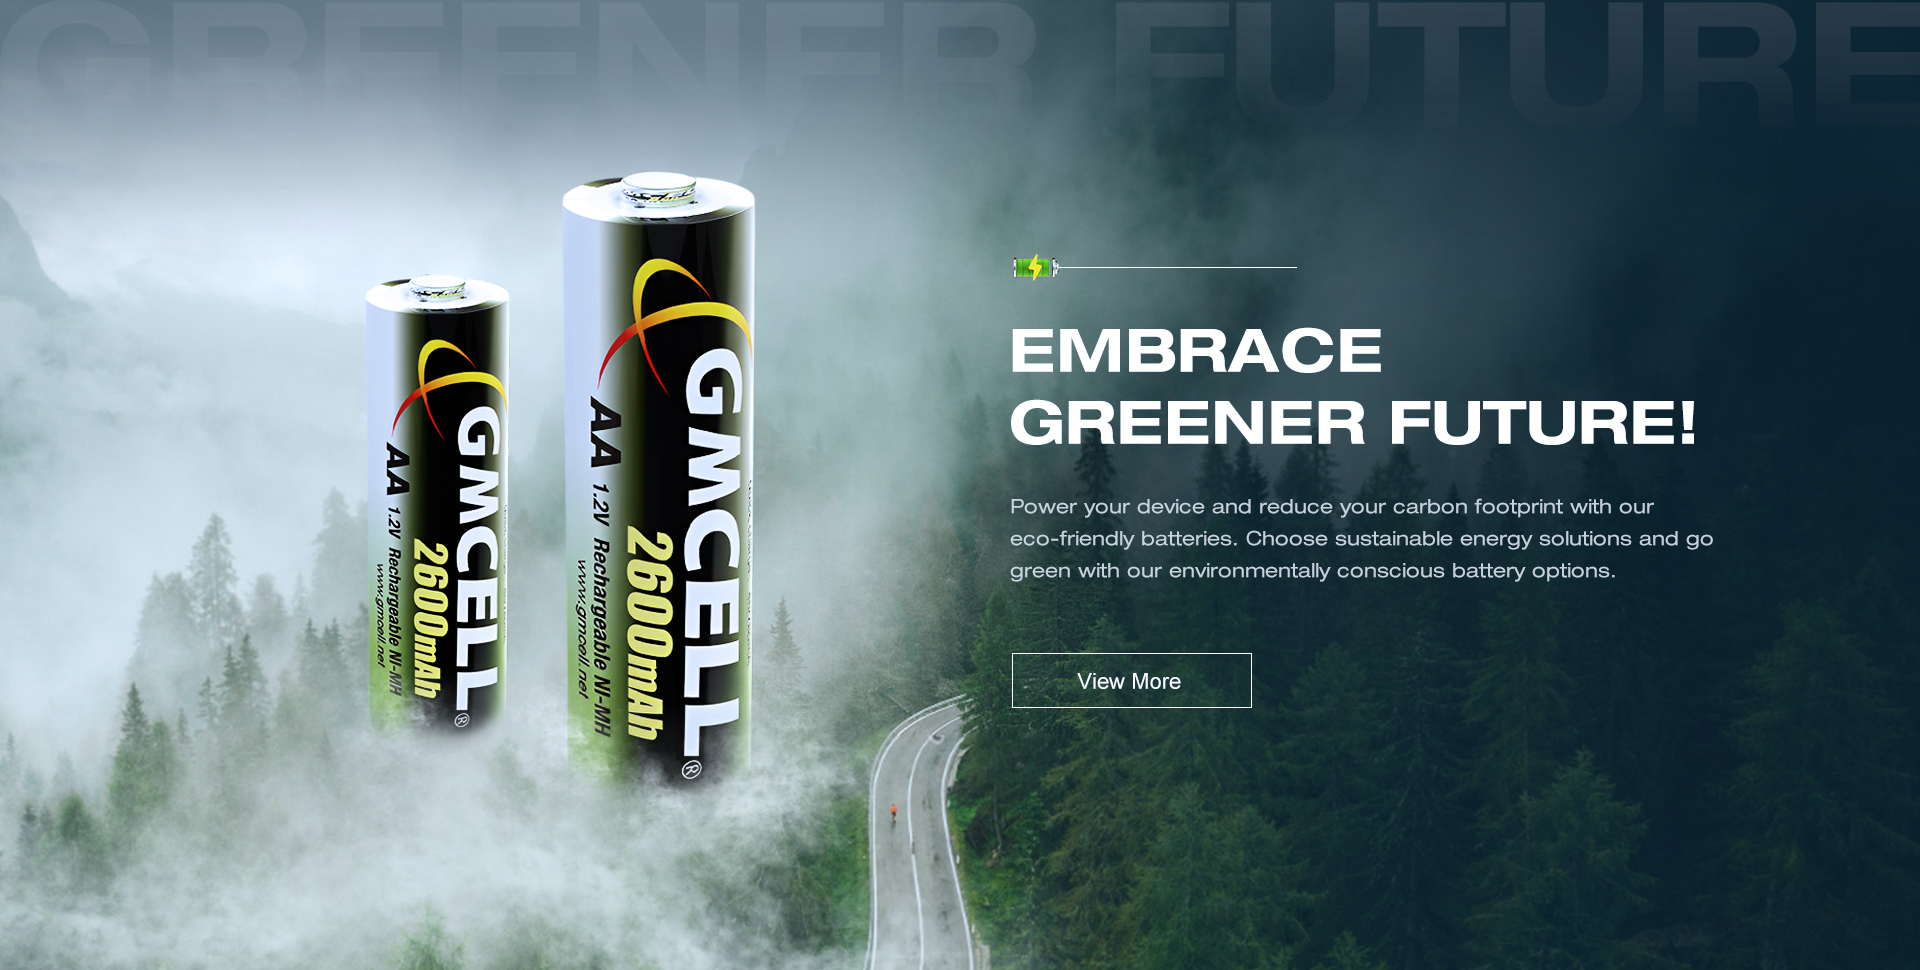 GREENER FUTURE
GMCELL®
2600mAh
AA 1.2V Rechargeable NI-MH
www.gmcell.net
GMCELL®
2600mAh
AA 1.2V Rechargeable NI-MH
www.gmcell.net
EMBRACE
GREENER FUTURE!
Power your device and reduce your carbon footprint with our
eco-friendly batteries. Choose sustainable energy solutions and go
green with our environmentally conscious battery options.
View More